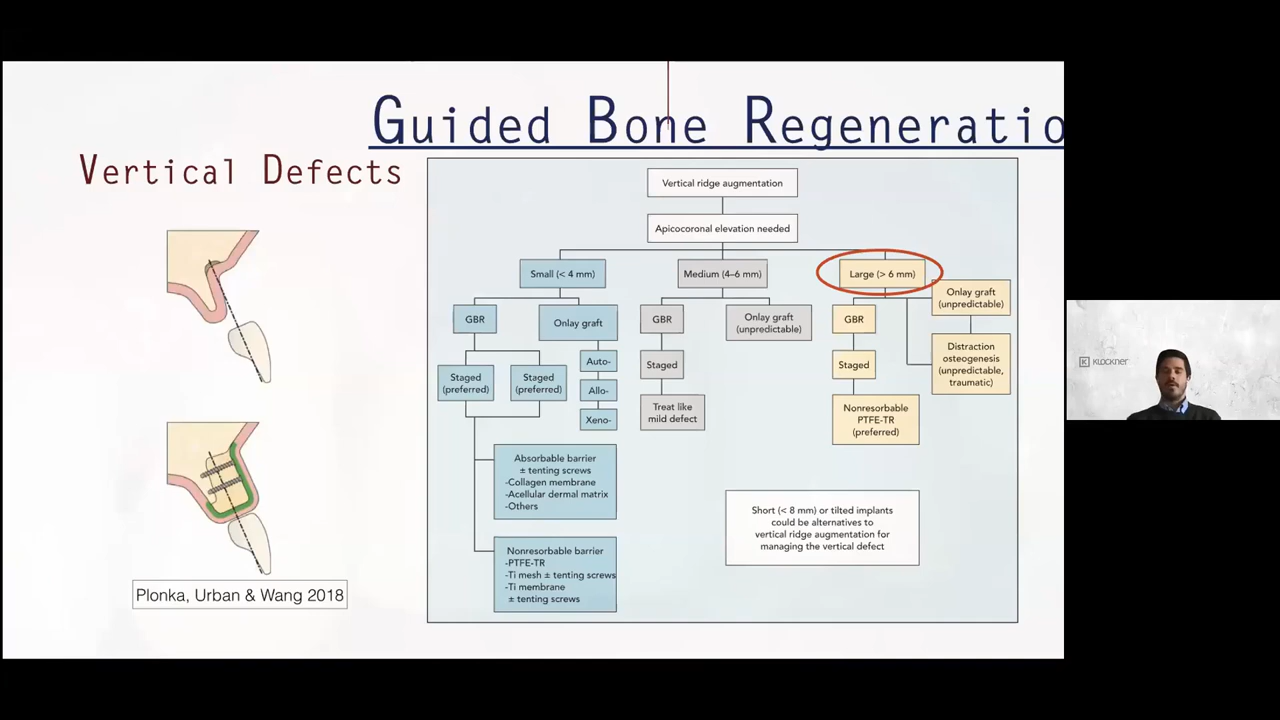 Guided Bone Regeneratio
Vertical Defects
Vertical ridge augmentation
Apicocoronal elevation needed
Small (< 4 mm)
Medium (4–6 mm)
Large (> 6 mm)
GBR
Onlay graft
Staged
(preferred)
Staged
(preferred)
Auto-
Allo-
Xeno-
Absorbable barrier
± tenting screws
-Collagen membrane
-Acellular dermal matrix
-Others
Nonresorbable barrier
-PTFE-TR
-Ti mesh ± tenting screws
-Ti membrane
± tenting screws
GBR
Onlay graft
(unpredictable)
Staged
Treat like
mild defect
GBR
Staged
Nonresorbable
PTFE-TR
(preferred)
Onlay graft
(unpredictable)
Distraction
osteogenesis
(unpredictable,
traumatic)
Short (< 8 mm) or tilted implants
could be alternatives to
vertical ridge augmentation for
managing the vertical defect
Plonka, Urban & Wang 2018
KLOCKNER